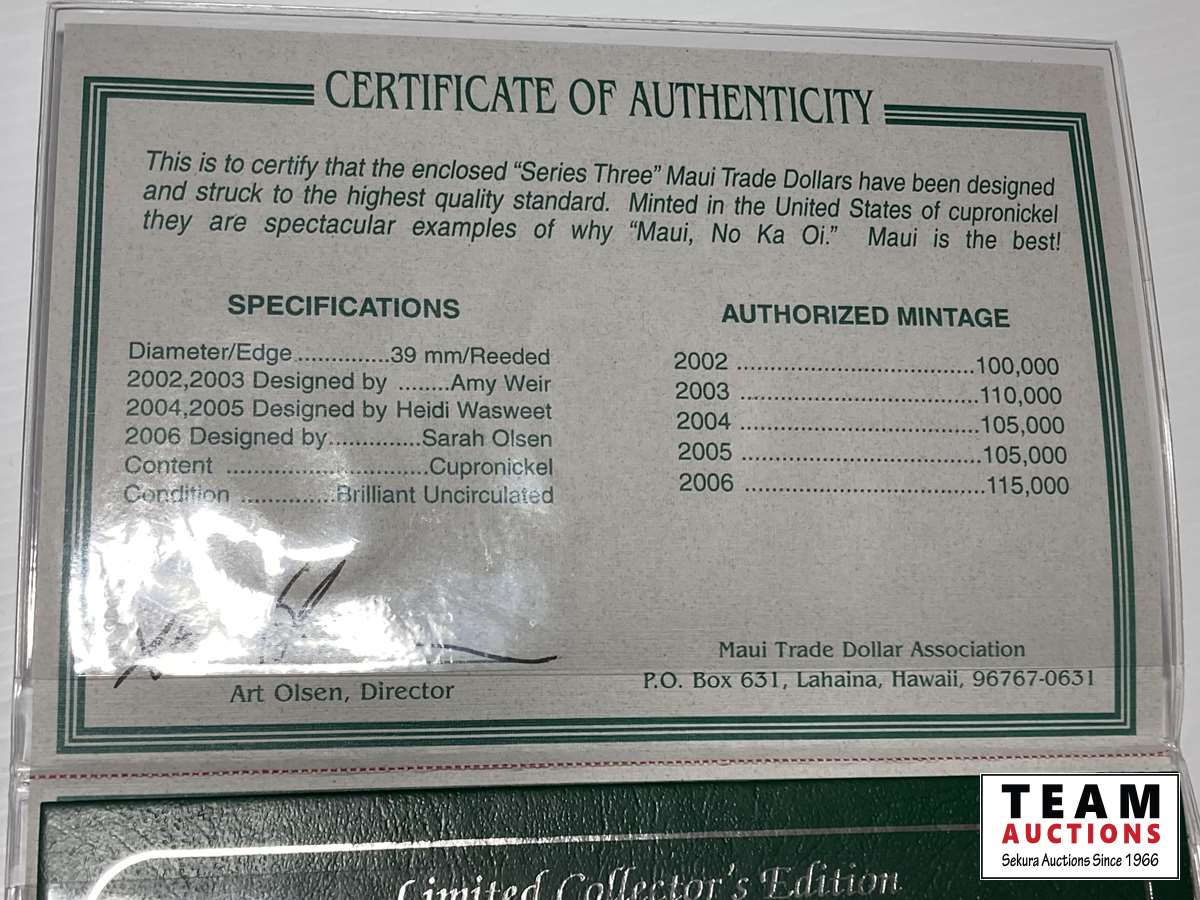 CERTIFICATE OF AUTHENTICITY
This is to certify that the enclosed “Series Three” Maui Trade Dollars have been designed
and struck to the highest quality standard. Minted in the United States of cupronickel
they are spectacular examples of why “Maui, No Ka Oi.” Maui is the best!
SPECIFICATIONS
Diameter/Edge..............39 mm/Reeded
2002,2003 Designed by ........Amy Weir
2004,2005 Designed by Heidi Wasweet
2006 Designed by..............Sarah Olsen
Content ..............................Cupronickel
Condition ..............Brilliant Uncirculated
AUTHORIZED MINTAGE
2002 ...................................100,000
2003 ...................................110,000
2004 ...................................105,000
2005 ...................................105,000
2006 ...................................115,000
Art Olsen, Director
Maui Trade Dollar Association
P.O. Box 631, Lahaina, Hawaii, 96767-0631
Limited Collector's Edition
TEAM
AUCTIONS
Sekura Auctions Since 1966